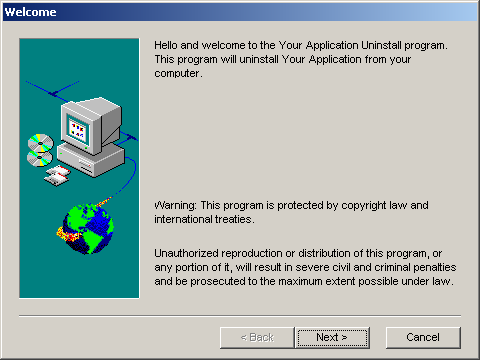 Welcome
Hello and welcome to the Your Application Uninstall program.
This program will uninstall Your Application from your
computer.
Warning: This program is protected by copyright law and
international treaties.
Unauthorized reproduction or distribution of this program, or
any portion of it, will result in severe civil and criminal penalties
and be prosecuted to the maximum extent possible under law.
< Back
Next >
Cancel